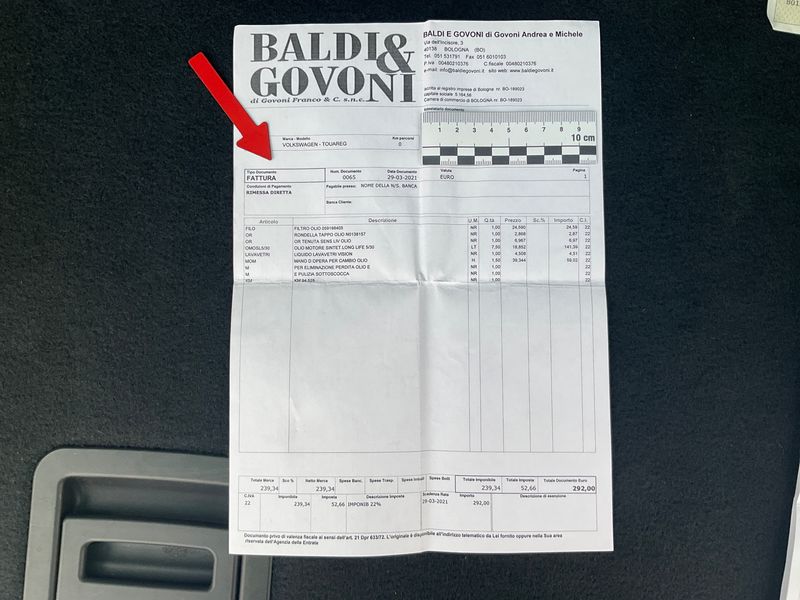 BALDI & GOVONI
di Govoni Franco & C. s.n.c.
BALDI E GOVONI di Govoni Andrea e Michele
Via dell'Incisore, 3
40138 BOLOGNA (BO)
Tel. 051 531791 Fax 051 6010103
P.iva 00480210376 C.fiscale 00480210376
e-mail: info@baldiegovoni.it sito web: www.baldiegovoni.it
Iscritta al registro imprese di Bologna nr. BO-189023
capitale sociale 5.164,56
Camera di commercio di BOLOGNA nr. BO-189023
documento
1 2 3 4 5 6 7 8 9
10 cm
Marca - Modello Km percorsi
VOLKSWAGEN - TOUAREG 0
Tipo Documento Num. Documento Data Documento Valuta Pagina
FATTURA 0065 29-03-2021 EURO 1
Condizioni di Pagamento Pagabile presso: NOME DELLA N/S. BANCA
RIMESSA DIRETTA
Banca Cliente:
Articolo Descrizione U.M. Q.ta Prezzo Sc.% Importo C.I.
FILO FILTRO OLIO 059198405 NR 1,00 24,590 24,59 22
OR RONDELLA TAPPO OLIO N0138157 NR 1,00 2,868 2,87 22
OR OR TENUTA SENS LIV OLIO NR 1,00 6,967 6,97 22
OMOSL5/30 OLIO MOTORE SINTET.LONG LIFE 5/30 LT 7,50 18,852 141,39 22
LAVAVETRI LIQUIDO LAVAVETRI VISION NR 1,00 4,508 4,51 22
MOM MANO D OPERA PER CAMBIO OLIO H 1,50 39,344 59,02 22
M PER ELIMINAZIONE PERDITA OLIO E NR 1,00 22
M E PULIZIA SOTTOSCOCCA NR 1,00 22
KM KM 84.525 NR 1,00 22
Totale Merce Sco % Netto Merce Spese Banc. Spese Trasp. Spese Imball Spese Bolli Totale Imponibile Totale Imposte Totale Documento Euro
239,34 239,34 239,34 52,66 292,00
C.IVA Imponibile Imposte Descrizione Imposte Scadenza Rate Importo Descrizione di esenzione
22 239,34 52,66 IMPONIB 22% 29-03-2021 292,00
Documento privo di valenza fiscale ai sensi dell'art. 21 Dpr 633/72. L'originale è disponibile all'indirizzo telematico da Lei fornito oppure nella Sua area
riservata dell'Agenzia delle Entrate